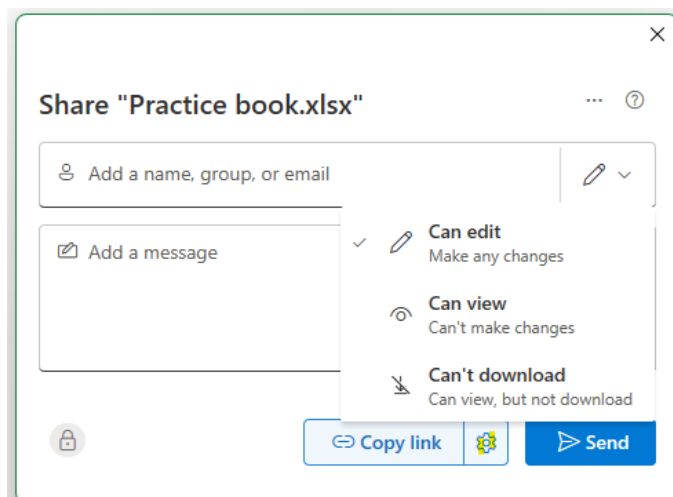 Share "Practice book.xlsx"
Add a name, group, or email
Can edit
Make any changes
Add a message
Can view
Can't make changes
Can't download
Can view, but not download
Copy link
Send